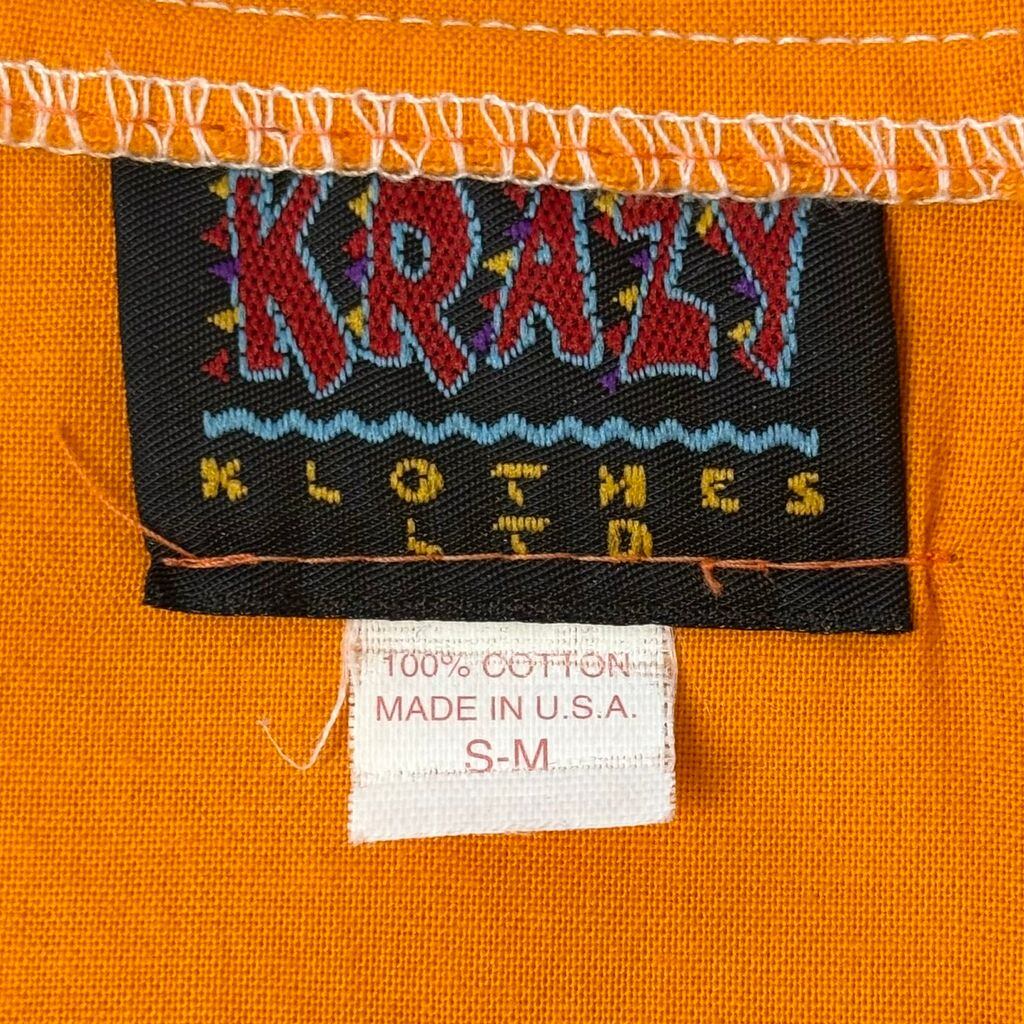 KRAZY
KLOTHES
LTD
100% COTTON
MADE IN U.S.A.
S-M